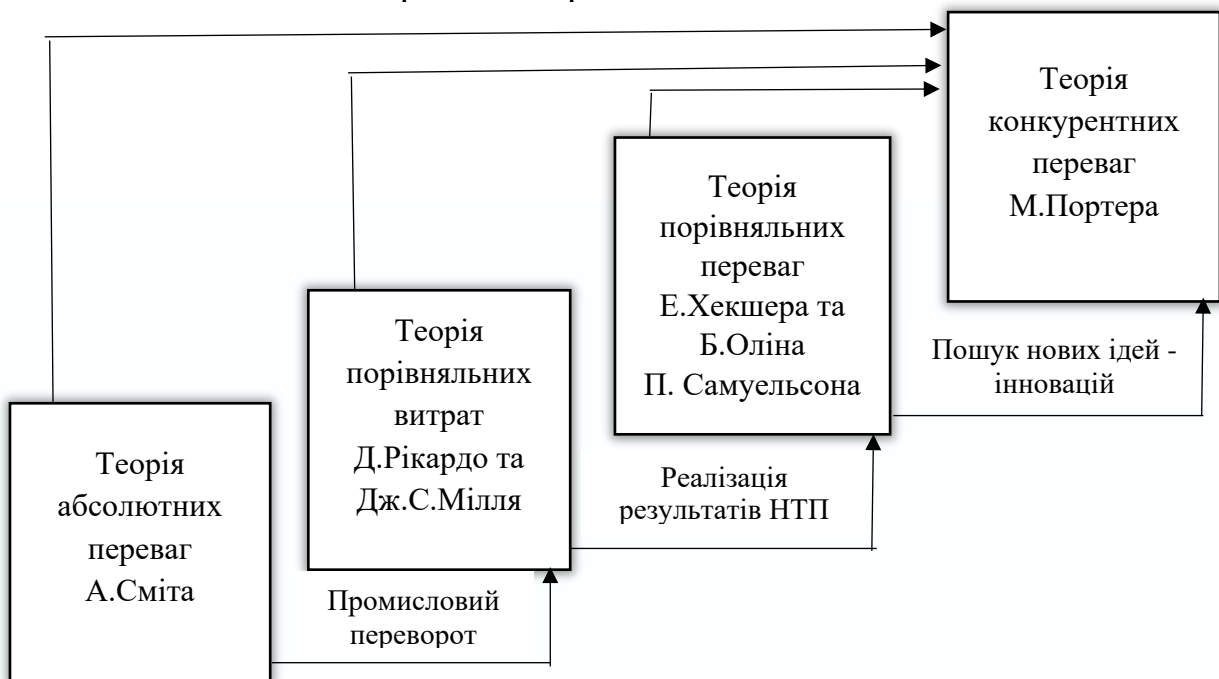 Теорія
конкурентних
переваг
М.Портера
Теорія
порівняльних
переваг
Е.Хекшера та
Б.Оліна
П. Самуельсона
Пошук нових ідей -
інновацій
Теорія
порівняльних
витрат
Д.Рікардо та
Дж.С.Мілля
Реалізація
результатів НТП
Теорія
абсолютних
переваг
А.Сміта
Промисловий
переворот